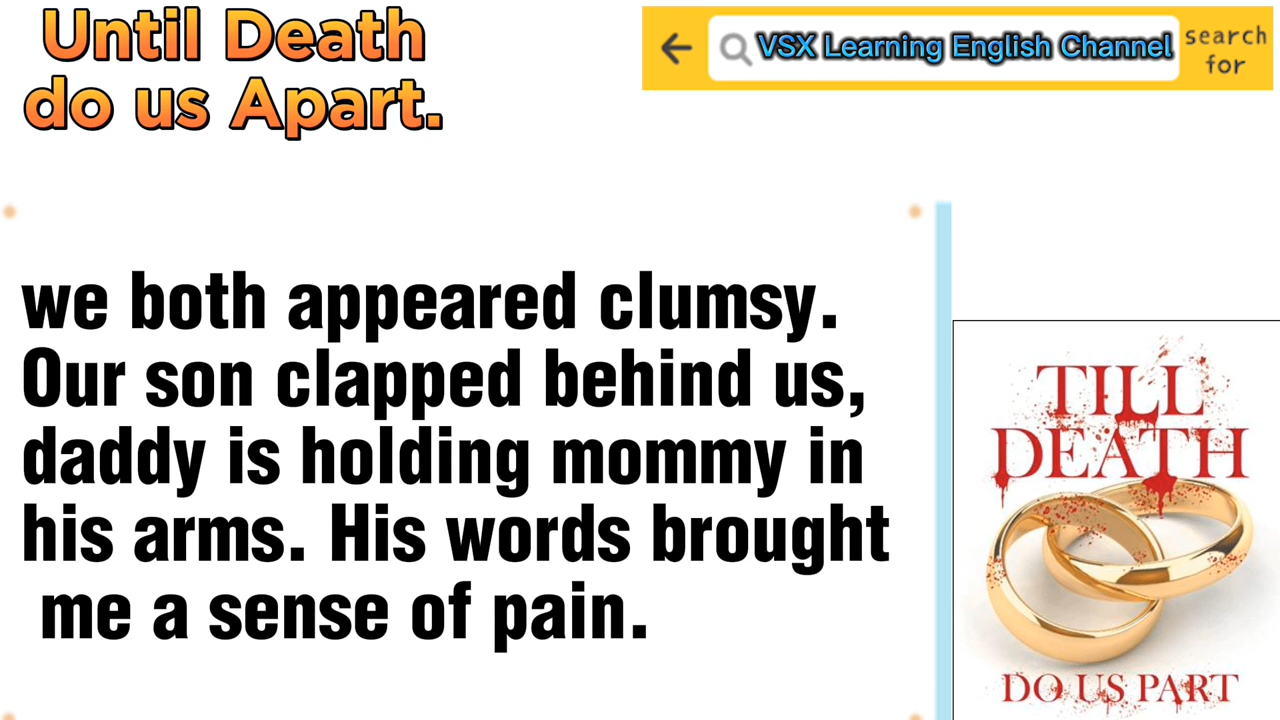 Until Death
do us Apart.
VSX Learning English Channel
search
for
we both appeared clumsy.
Our son clapped behind us,
daddy is holding mommy in
his arms. His words brought
me a sense of pain.
TILL
DEATH
DO US PART